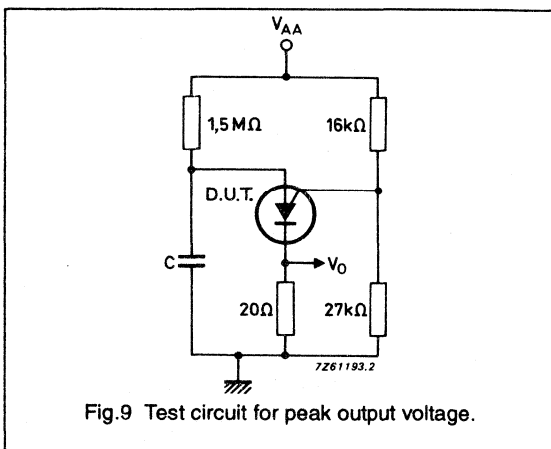 V_AA
1,5 MΩ
16kΩ
D.U.T.
C
V_O
20Ω
27kΩ
7Z61193.2
Fig.9 Test circuit for peak output voltage.